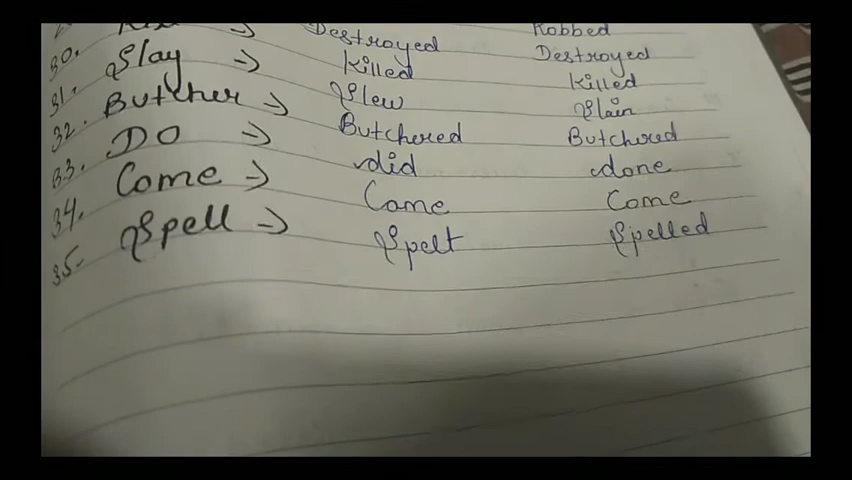 Robbed
30. Destroyed Destroyed
31. Slay -> Killed Killed
32. Butcher -> Slew Slain
33. Do -> Butchered Butchered
34. Come -> did done
Came Come
35. Spell -> Spelt Spelled